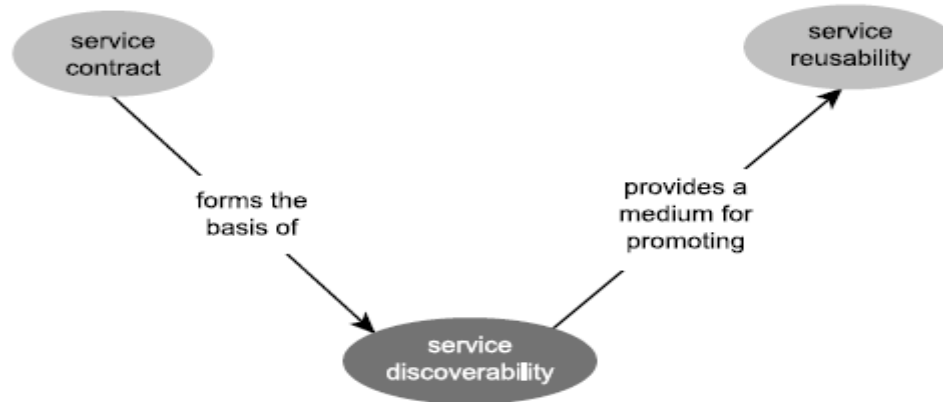 service
contract
service
reusability
forms the
basis of
provides a
medium for
promoting
service
discoverability